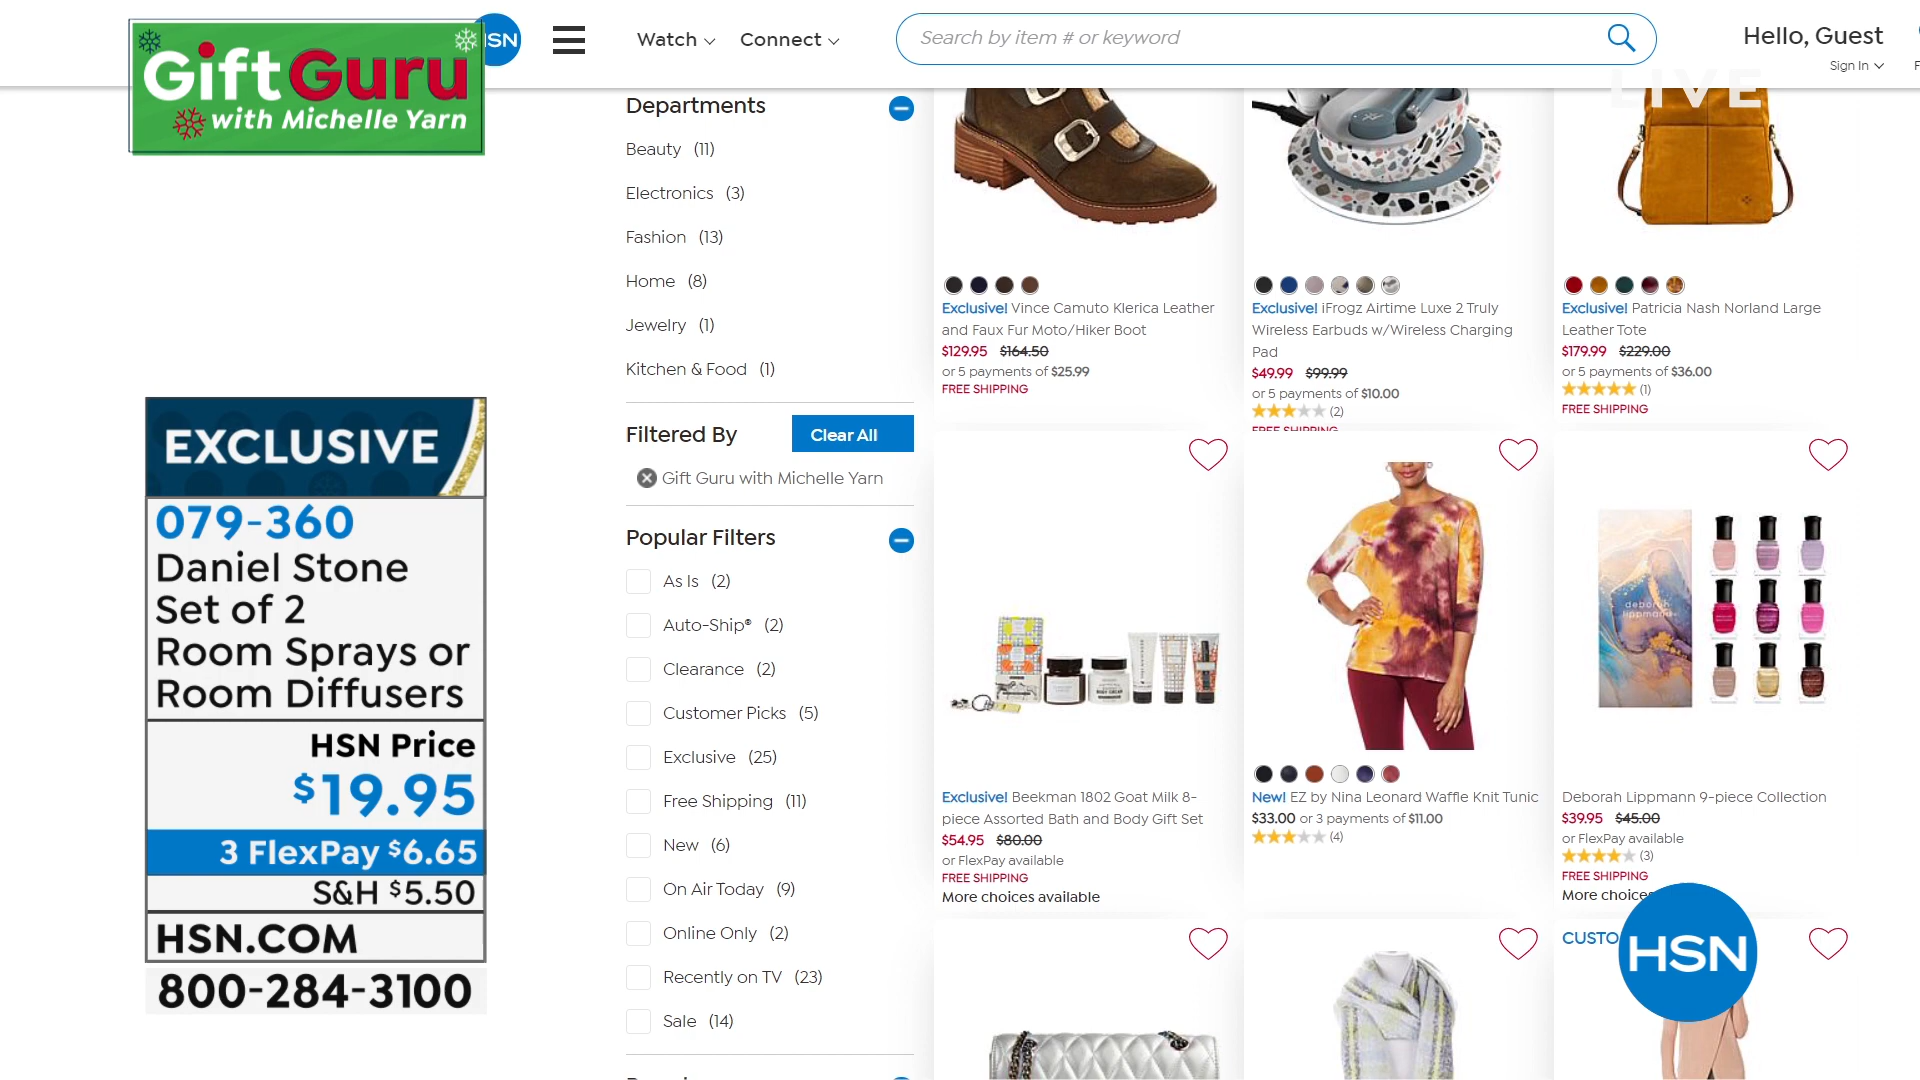 Gift Guru
with Michelle Yarn
HSN
Watch
Connect
Search by item # or keyword
Hello, Guest
Sign In
F
LIVE
Departments
Beauty (11)
Electronics (3)
Fashion (13)
Home (8)
Jewelry (1)
Kitchen & Food (1)
Filtered By
Clear All
Gift Guru with Michelle Yarn
Popular Filters
As Is (2)
Auto-Ship® (2)
Clearance (2)
Customer Picks (5)
Exclusive (25)
Free Shipping (11)
New (6)
On Air Today (9)
Online Only (2)
Recently on TV (23)
Sale (14)
EXCLUSIVE
079-360
Daniel Stone
Set of 2
Room Sprays or
Room Diffusers
HSN Price
$19.95
3 FlexPay $6.65
S&H $5.50
HSN.COM
800-284-3100
Exclusive! Vince Camuto Klerica Leather
and Faux Fur Moto/Hiker Boot
$129.95 $164.50
or 5 payments of $25.99
FREE SHIPPING
Exclusive! iFrogz Airtime Luxe 2 Truly
Wireless Earbuds w/Wireless Charging
Pad
$49.99 $99.99
or 5 payments of $10.00
(2)
FREE SHIPPING
Exclusive! Patricia Nash Norland Large
Leather Tote
$179.99 $229.00
or 5 payments of $36.00
(1)
FREE SHIPPING
Exclusive! Beekman 1802 Goat Milk 8-
piece Assorted Bath and Body Gift Set
$54.95 $80.00
or FlexPay available
FREE SHIPPING
More choices available
New! EZ by Nina Leonard Waffle Knit Tunic
$33.00 or 3 payments of $11.00
(4)
deborah
lippmann
Deborah Lippmann 9-piece Collection
$39.95 $45.00
or FlexPay available
(3)
FREE SHIPPING
More choices
CUSTO
HSN